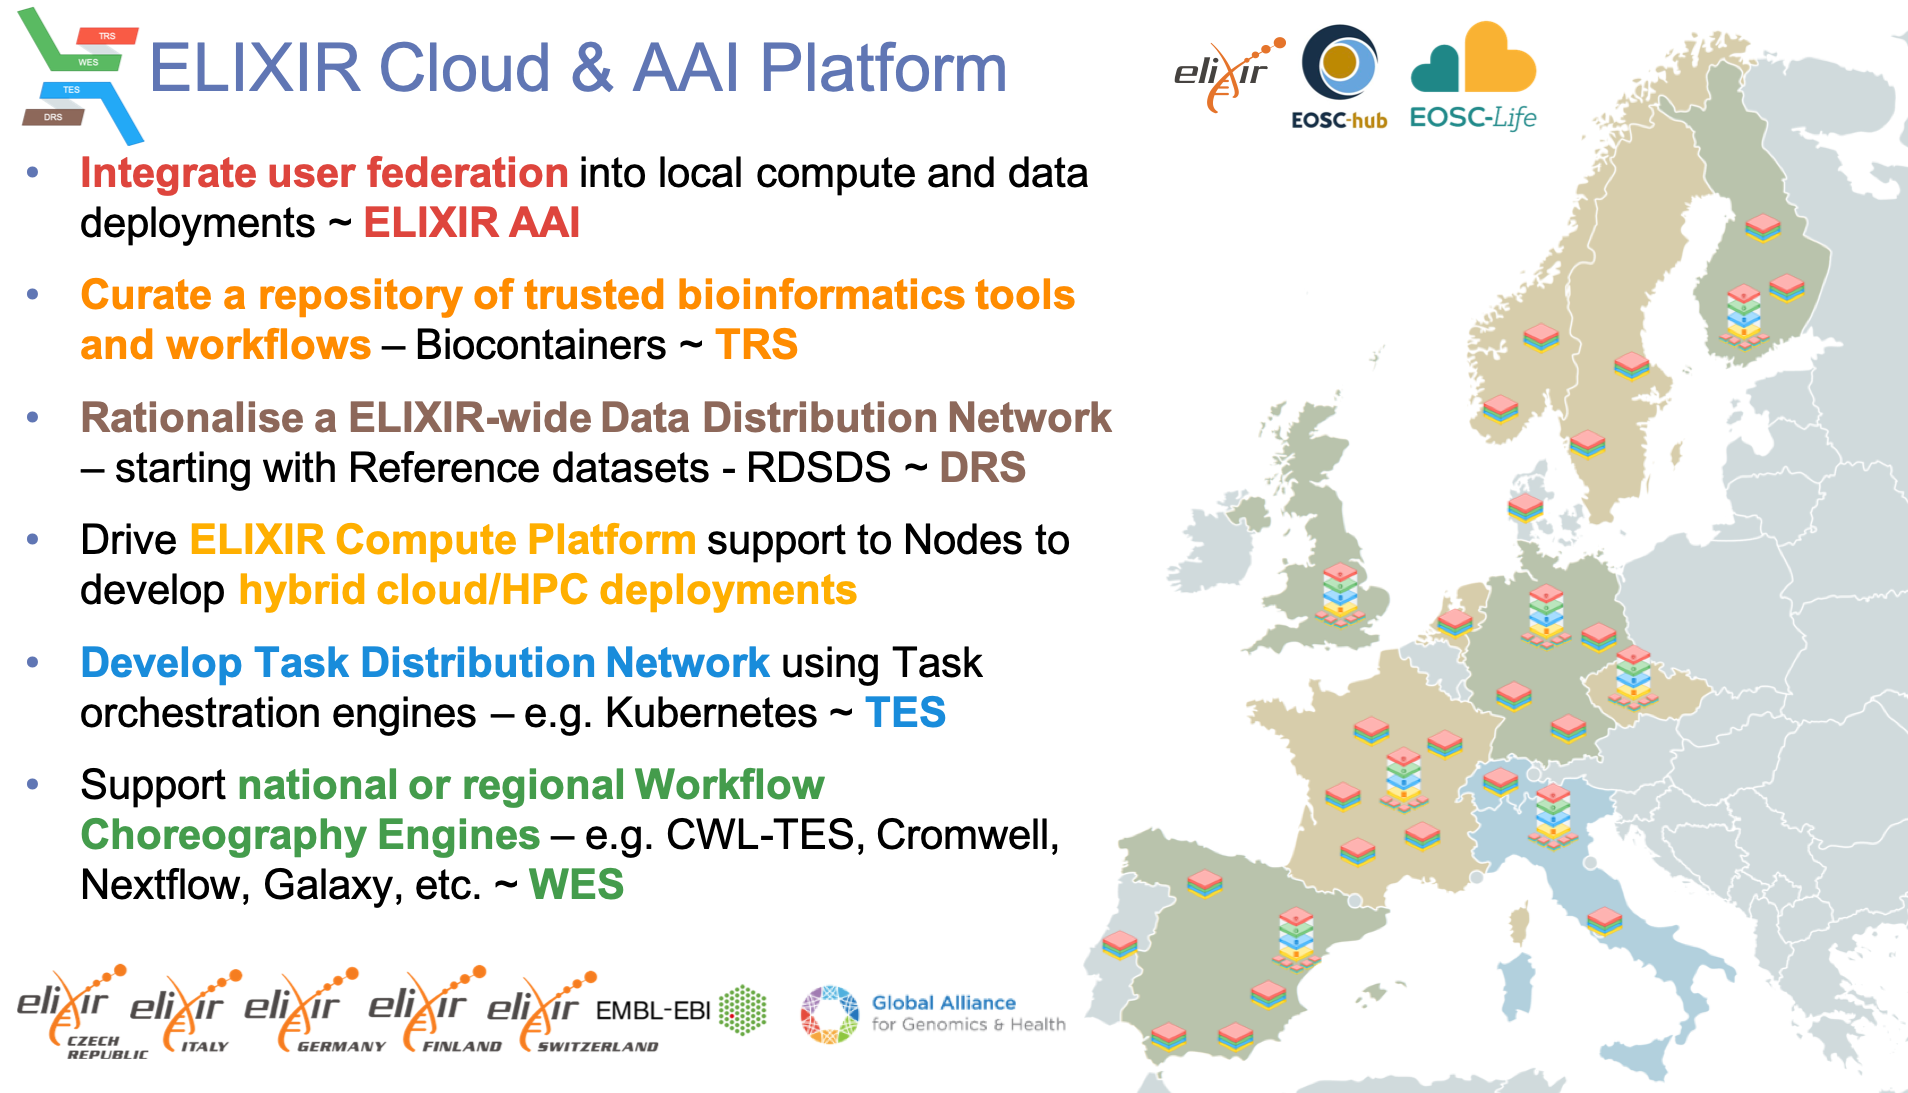 TRS
WES
TES
DRS
ELIXIR Cloud & AAI Platform
elixir
EOSC-hub
EOSC-Life
• Integrate user federation into local compute and data
deployments ~ ELIXIR AAI
• Curate a repository of trusted bioinformatics tools
and workflows – Biocontainers ~ TRS
• Rationalise a ELIXIR-wide Data Distribution Network
– starting with Reference datasets - RDSDS ~ DRS
• Drive ELIXIR Compute Platform support to Nodes to
develop hybrid cloud/HPC deployments
• Develop Task Distribution Network using Task
orchestration engines – e.g. Kubernetes ~ TES
• Support national or regional Workflow
Choreography Engines – e.g. CWL-TES, Cromwell,
Nextflow, Galaxy, etc. ~ WES
elixir
CZECH
REPUBLIC
elixir
ITALY
elixir
GERMANY
elixir
FINLAND
elixir
SWITZERLAND
EMBL-EBI
Global Alliance
for Genomics & Health